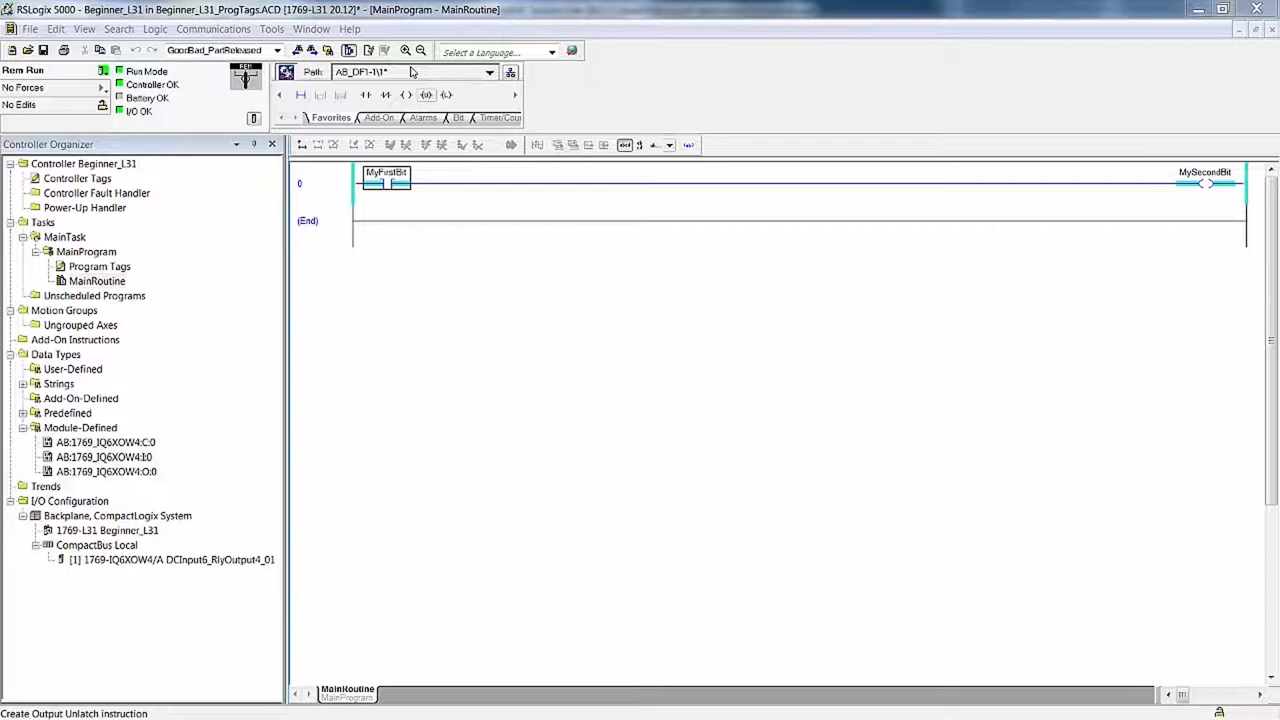 RSLogix 5000 - Beginner_L31 in Beginner_L31_ProgTags.ACD [1769-L31 20.12]* - [MainProgram - MainRoutine]
File Edit View Search Logic Communications Tools Window Help
GoodBad_PartReleased
Select a Language...
Rem Run
No Forces
No Edits
Run Mode
Controller OK
Battery OK
I/O OK
REM
Path: AB_DF1-1\1*
Favorites Add-On Alarms Bit Timer/Cou
Controller Organizer
Controller Beginner_L31
Controller Tags
Controller Fault Handler
Power-Up Handler
Tasks
MainTask
MainProgram
Program Tags
MainRoutine
Unscheduled Programs
Motion Groups
Ungrouped Axes
Add-On Instructions
Data Types
User-Defined
Strings
Add-On-Defined
Predefined
Module-Defined
AB:1769_IQ6XOW4:C:0
AB:1769_IQ6XOW4:I:0
AB:1769_IQ6XOW4:O:0
Trends
I/O Configuration
Backplane, CompactLogix System
1769-L31 Beginner_L31
CompactBus Local
[1] 1769-IQ6XOW4/A DCInput6_RlyOutput4_01
MyFirstBit
MySecondBit
0
(End)
MainRoutine
MainProgram
Create Output Unlatch instruction